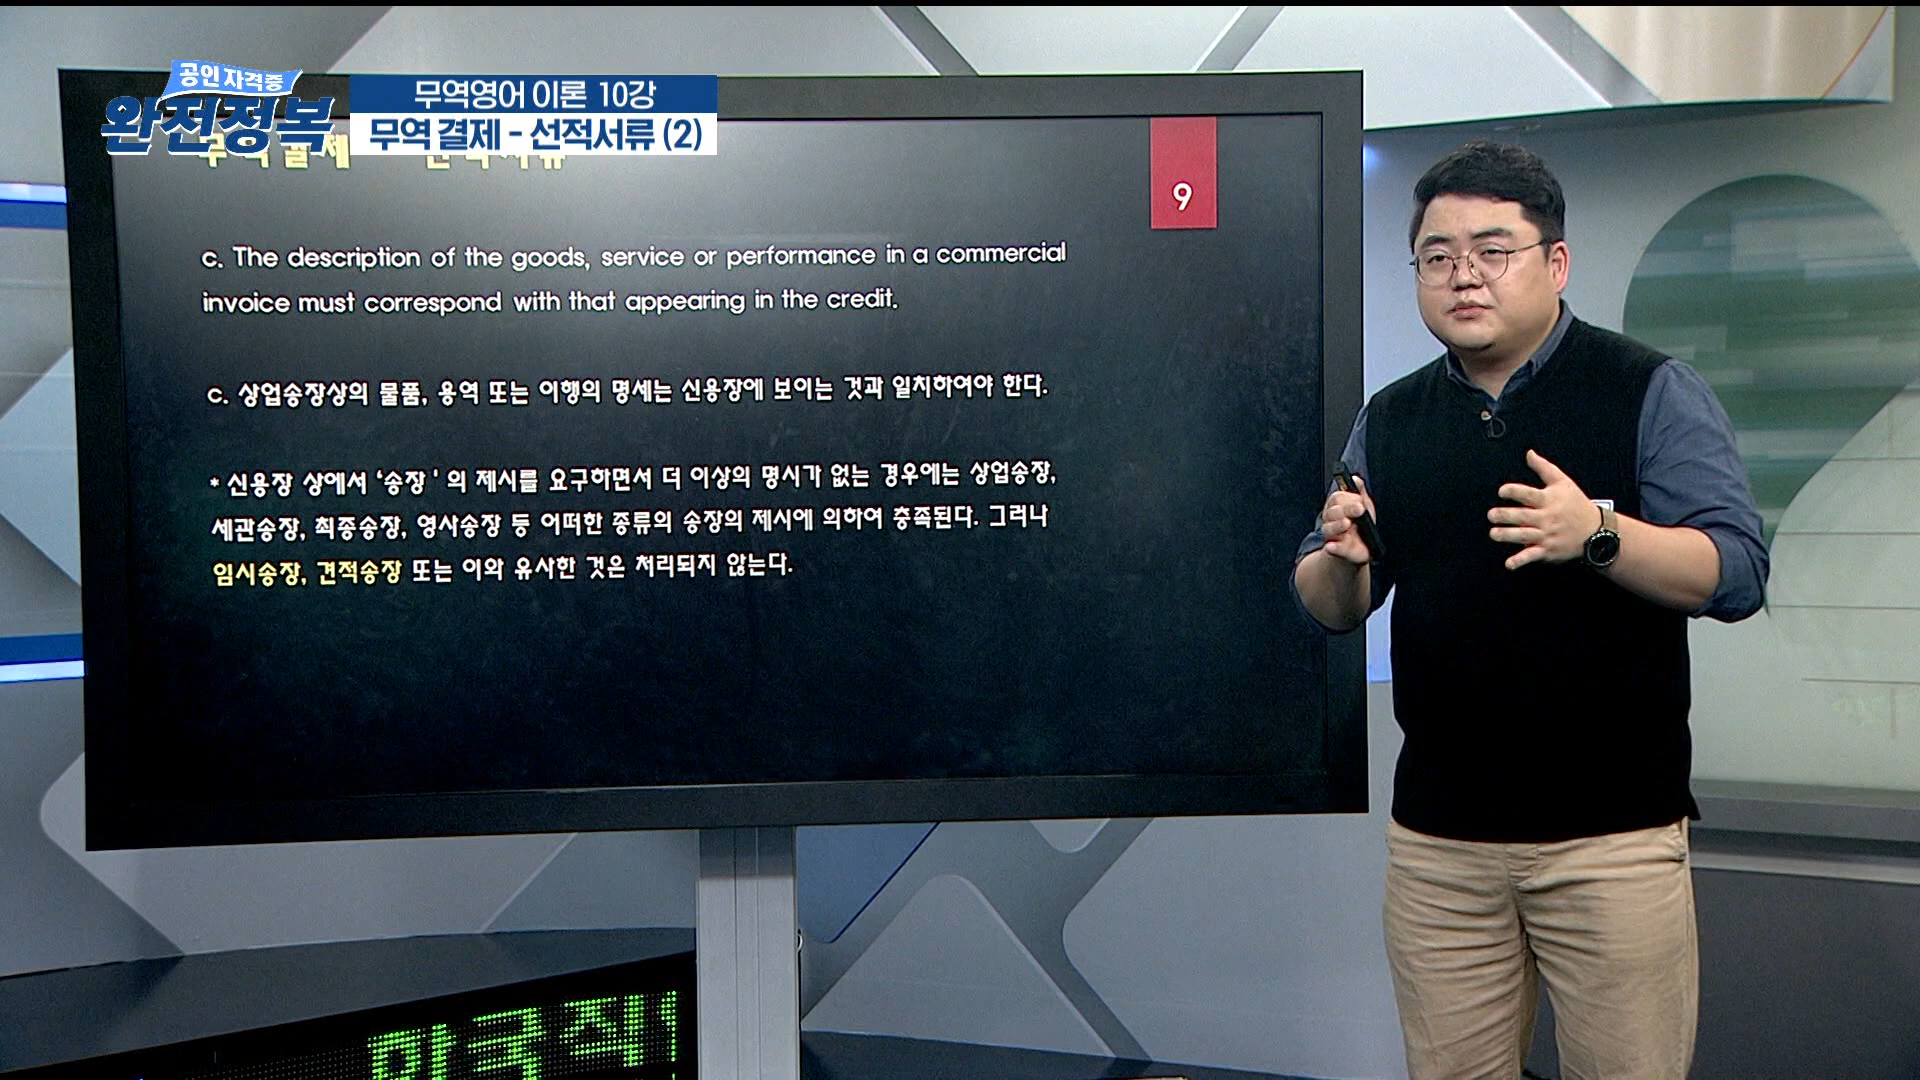 공인 자격증
완전정복
무역영어 이론 10강
무역 결제 - 선적서류 (2)
9
c. The description of the goods, service or performance in a commercial
invoice must correspond with that appearing in the credit.
c. 상업송장상의 물품, 용역 또는 이행의 명세는 신용장에 보이는 것과 일치하여야 한다.
* 신용장 상에서 ‘송장 ’ 의 제시를 요구하면서 더 이상의 명시가 없는 경우에는 상업송장,
세관송장, 최종송장, 영사송장 등 어떠한 종류의 송장의 제시에 의하여 충족된다. 그러나
임시송장, 견적송장 또는 이와 유사한 것은 처리되지 않는다.
한국직